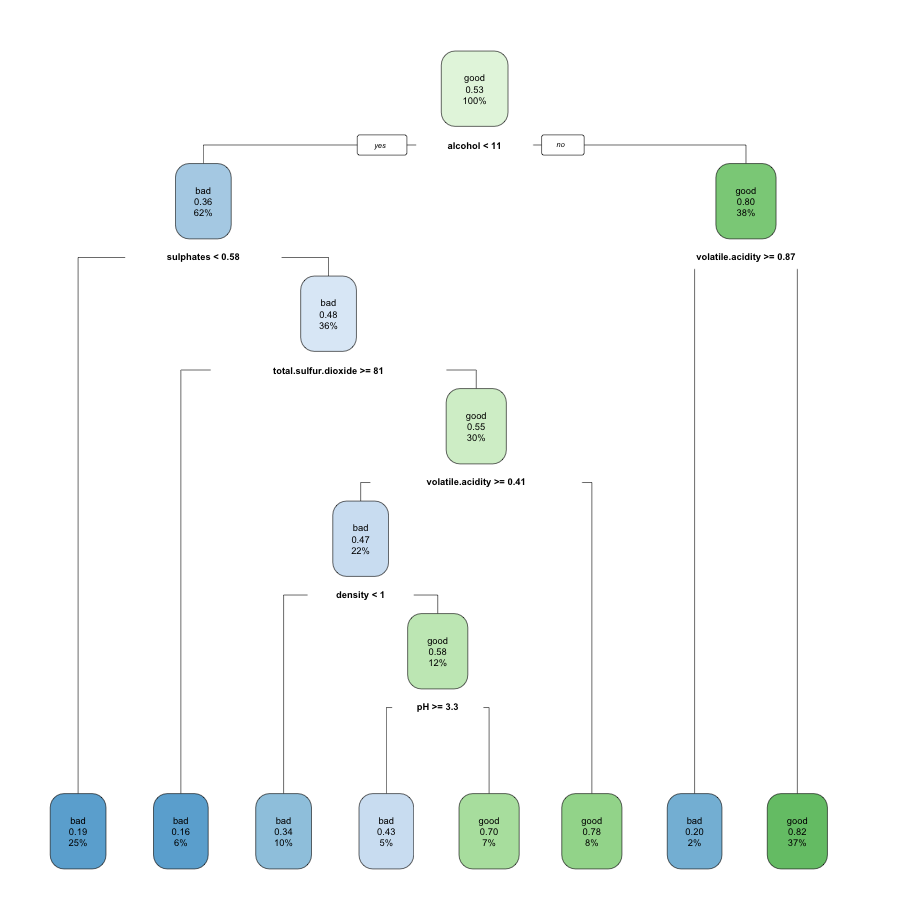 good
0.53
100%
yes
alcohol < 11
no
bad
0.36
62%
good
0.80
38%
sulphates < 0.58
volatile.acidity >= 0.87
bad
0.48
36%
total.sulfur.dioxide >= 81
good
0.55
30%
volatile.acidity >= 0.41
bad
0.47
22%
density < 1
good
0.58
12%
pH >= 3.3
bad
0.19
25%
bad
0.16
6%
bad
0.34
10%
bad
0.43
5%
good
0.70
7%
good
0.78
8%
bad
0.20
2%
good
0.82
37%